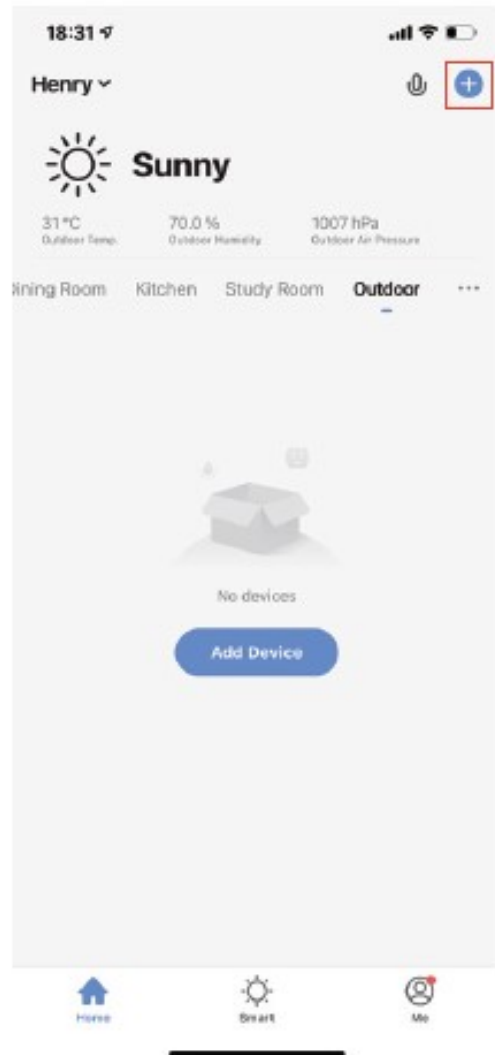 18:31
Henry
Sunny
31 °C 70.0 % 1007 hPa
Outdoor Temp. Outdoor Humidity Outdoor Air Pressure
ining Room Kitchen Study Room Outdoor ...
No devices
Add Device
Home Smart Me